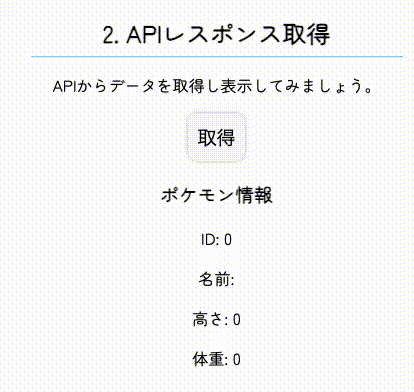 2. APIレスポンス取得
APIからデータを取得し表示してみましょう。
取得
ポケモン情報
ID: 0
名前:
高さ: 0
体重: 0